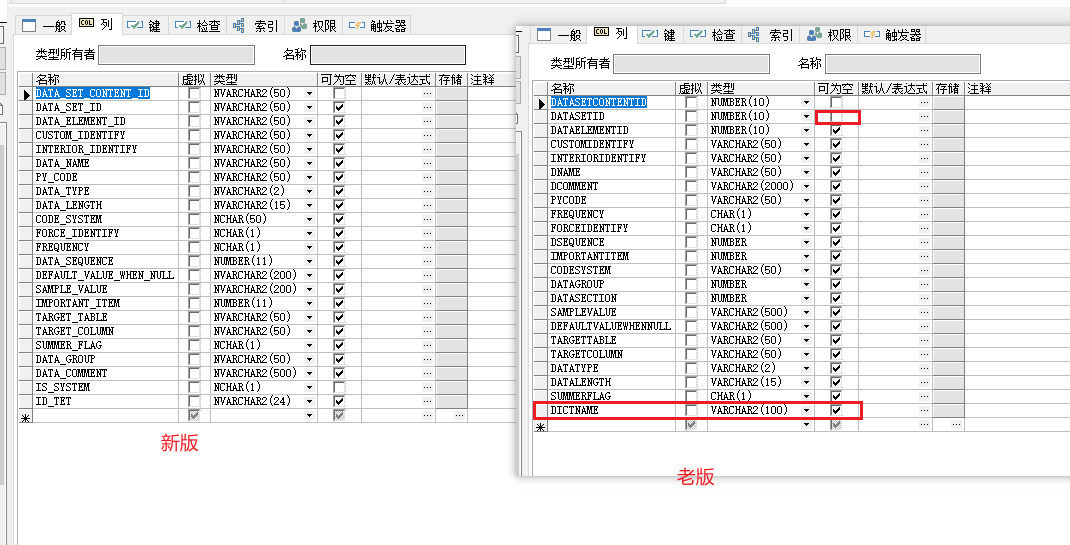 一般 列 键 检查 索引 权限 触发器
类型所有者 名称
名称 虚拟 类型 可为空 默认/表达式 存储 注释
DATA_SET_CONTENT_ID NVARCHAR2(50)
DATA_SET_ID NVARCHAR2(50)
DATA_ELEMENT_ID NVARCHAR2(50)
CUSTOM_IDENTIFY NVARCHAR2(50)
INTERIOR_IDENTIFY NVARCHAR2(50)
DATA_NAME NVARCHAR2(50)
PY_CODE NVARCHAR2(50)
DATA_TYPE NVARCHAR2(2)
DATA_LENGTH NVARCHAR2(15)
CODE_SYSTEM NCHAR(50)
FORCE_IDENTIFY NCHAR(1)
FREQUENCY NCHAR(1)
DATA_SEQUENCE NUMBER(11)
DEFAULT_VALUE_WHEN_NULL NVARCHAR2(200)
SAMPLE_VALUE NVARCHAR2(200)
IMPORTANT_ITEM NUMBER(11)
TARGET_TABLE NVARCHAR2(50)
TARGET_COLUMN NVARCHAR2(50)
SUMMER_FLAG NCHAR(1)
DATA_GROUP NVARCHAR2(50)
DATA_COMMENT NVARCHAR2(500)
IS_SYSTEM NCHAR(1)
ID_TET NVARCHAR2(24)
新版
一般 列 键 检查 索引 权限 触发器
类型所有者 名称
名称 虚拟 类型 可为空 默认/表达式 存储 注释
DATASETCONTENTID NUMBER(10)
DATASETID NUMBER(10)
DATAELEMENTID NUMBER(10)
CUSTOMIDENTIFY VARCHAR2(50)
INTERIORIDENTIFY VARCHAR2(50)
DNAME VARCHAR2(50)
DCOMMENT VARCHAR2(2000)
PYCODE VARCHAR2(50)
FREQUENCY CHAR(1)
FORCEIDENTIFY CHAR(1)
DSEQUENCE NUMBER
IMPORTANTITEM NUMBER
CODESYSTEM VARCHAR2(50)
DATAGROUP NUMBER
DATASECTION NUMBER
SAMPLEVALUE VARCHAR2(500)
DEFAULTVALUEWHENNULL VARCHAR2(500)
TARGETTABLE VARCHAR2(50)
TARGETCOLUMN VARCHAR2(50)
DATATYPE VARCHAR2(2)
DATALENGTH VARCHAR2(15)
SUMMERFLAG CHAR(1)
DICTNAME VARCHAR2(100)
老版